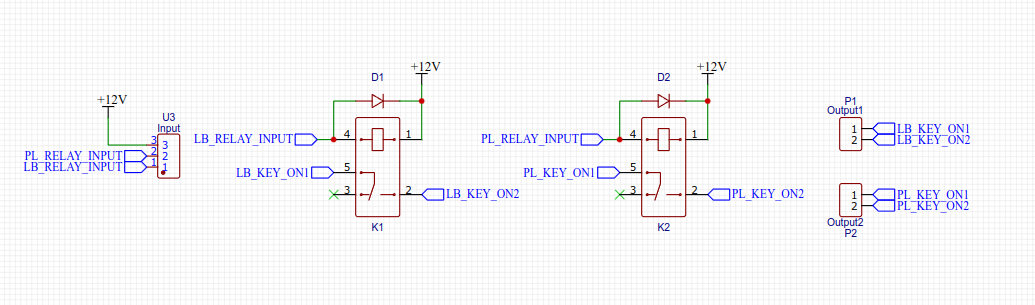 +12V
U3
Input
3 3
PL_RELAY_INPUT 2 2
LB_RELAY_INPUT 1 1
D1
+12V
LB_RELAY_INPUT 4 1
LB_KEY_ON1 5
3 2 LB_KEY_ON2
K1
D2
+12V
PL_RELAY_INPUT 4 1
PL_KEY_ON1 5
3 2 PL_KEY_ON2
K2
P1
Output1
1 LB_KEY_ON1
2 LB_KEY_ON2
1 PL_KEY_ON1
2 PL_KEY_ON2
Output2
P2